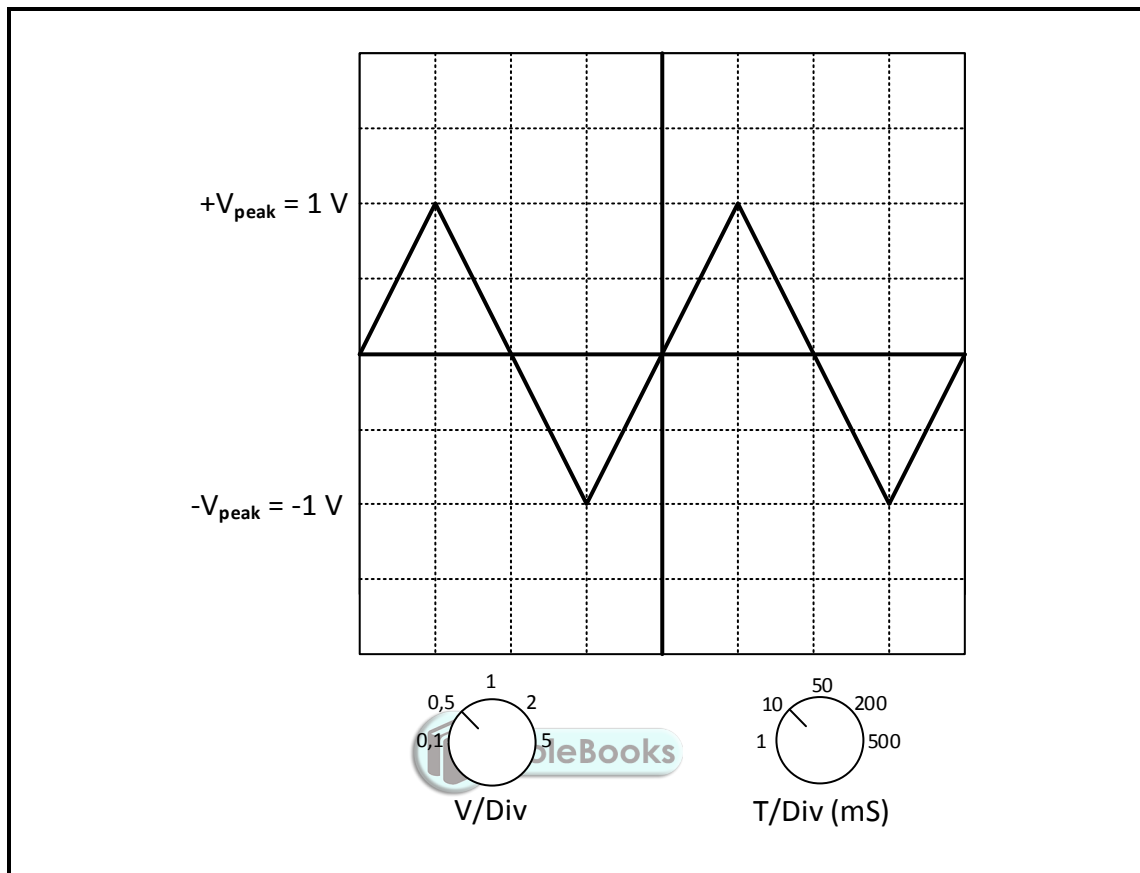 +Vpeak = 1 V
-Vpeak = -1 V
1
0,5
2
0,1
5
V/Div
50
10
200
1
500
T/Div (mS)